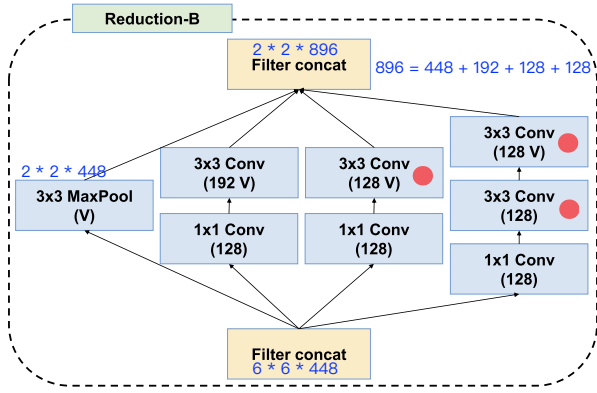 Reduction-B
2 * 2 * 896
Filter concat
896 = 448 + 192 + 128 + 128
2 * 2 * 448
3x3 MaxPool
(V)
3x3 Conv
(192 V)
1x1 Conv
(128)
3x3 Conv
(128 V)
1x1 Conv
(128)
3x3 Conv
(128 V)
3x3 Conv
(128)
1x1 Conv
(128)
Filter concat
6 * 6 * 448